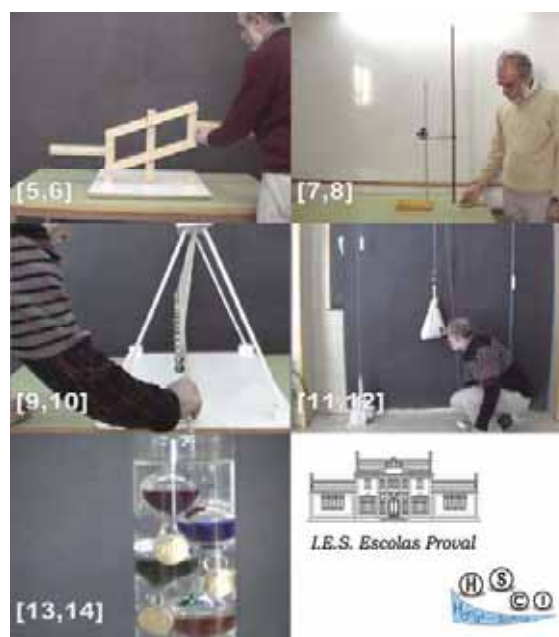 [5,6]
[7,8]
[9,10]
[11,12]
[13,14]
I.E.S. Escolas Proval
H S
C I